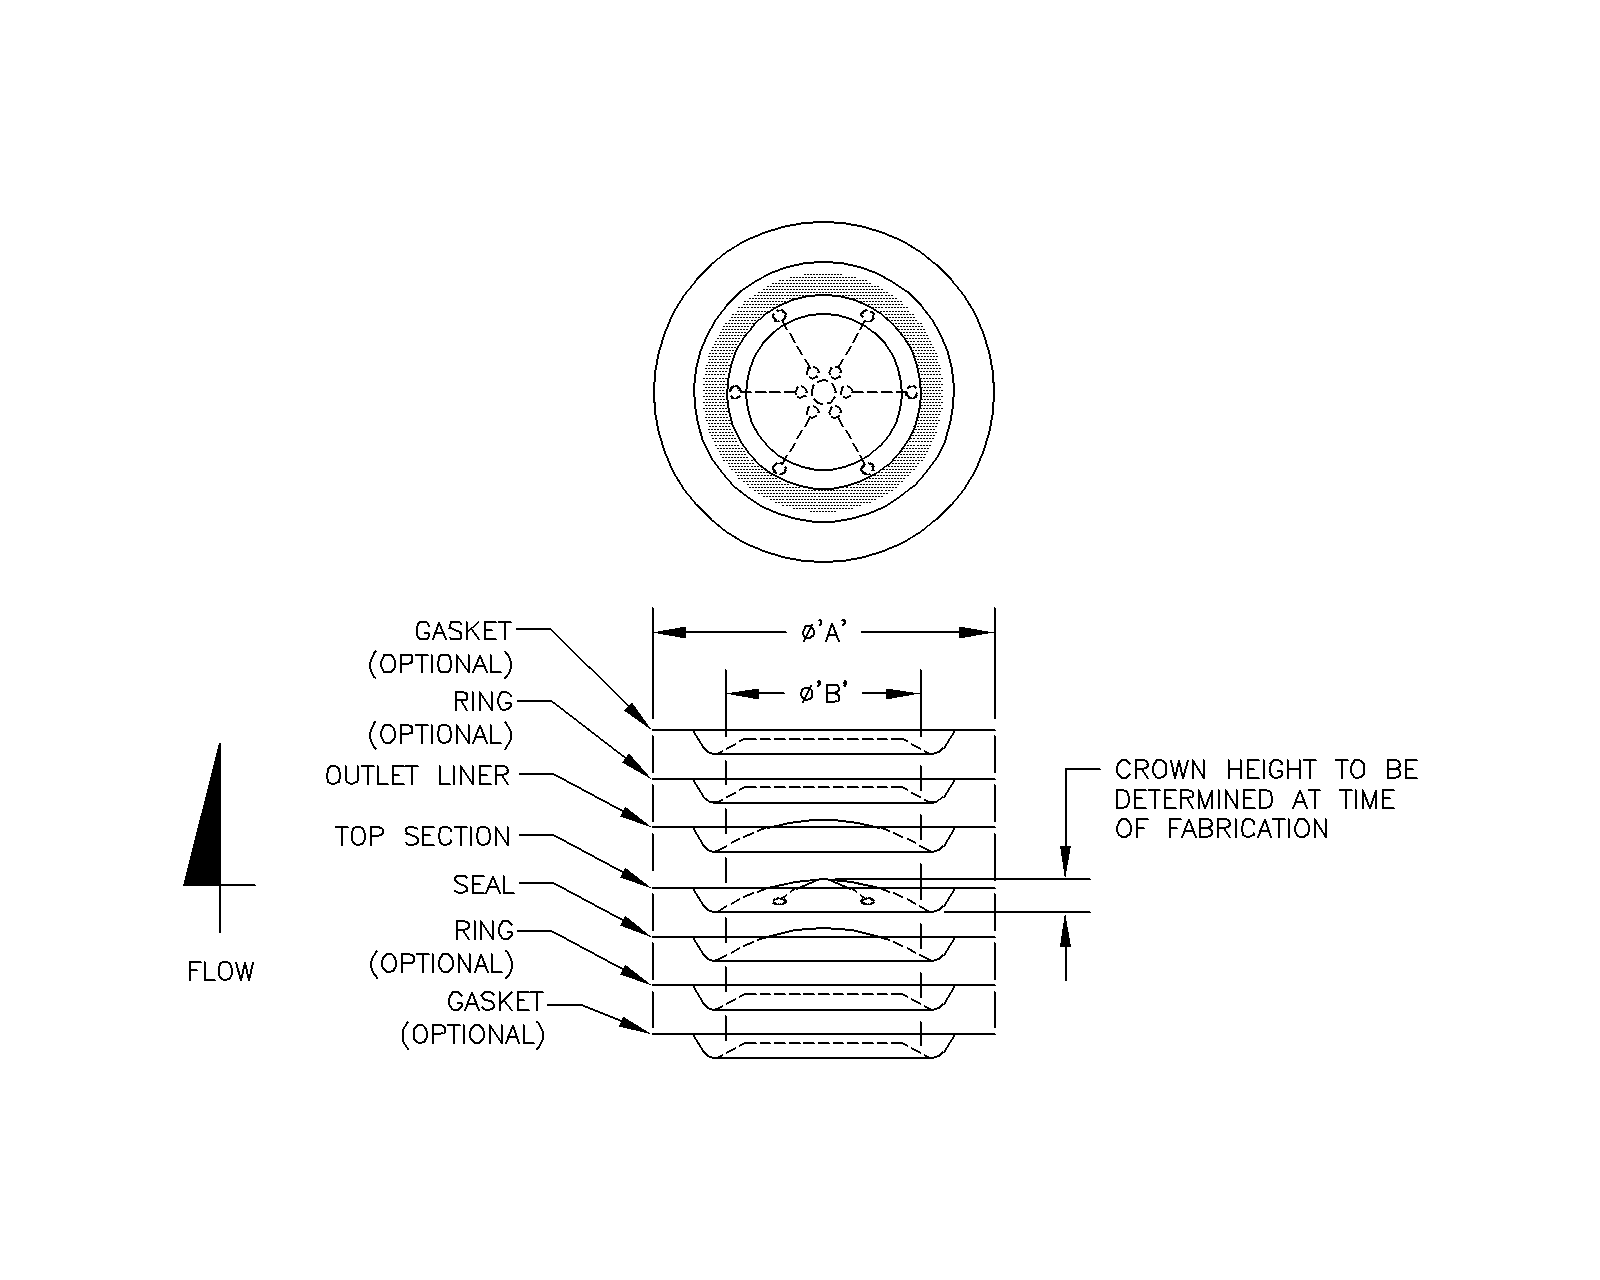 GASKET
(OPTIONAL)
RING
(OPTIONAL)
OUTLET LINER
TOP SECTION
SEAL
RING
(OPTIONAL)
GASKET
(OPTIONAL)
FLOW
Ø'A'
Ø'B'
CROWN HEIGHT TO BE
DETERMINED AT TIME
OF FABRICATION